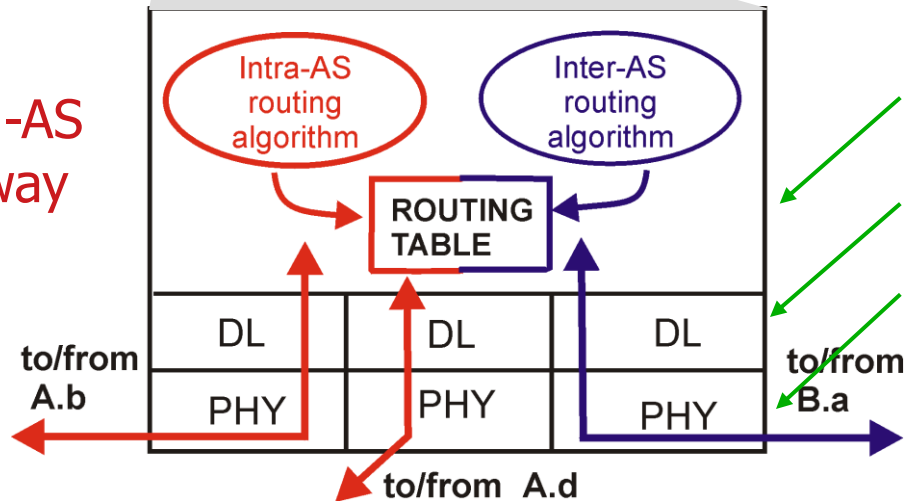 Intra-AS
routing
algorithm
Inter-AS
routing
algorithm
-AS
way
ROUTING
TABLE
DL
DL
DL
to/from
A.b
to/from
B.a
PHY
PHY
PHY
to/from A.d